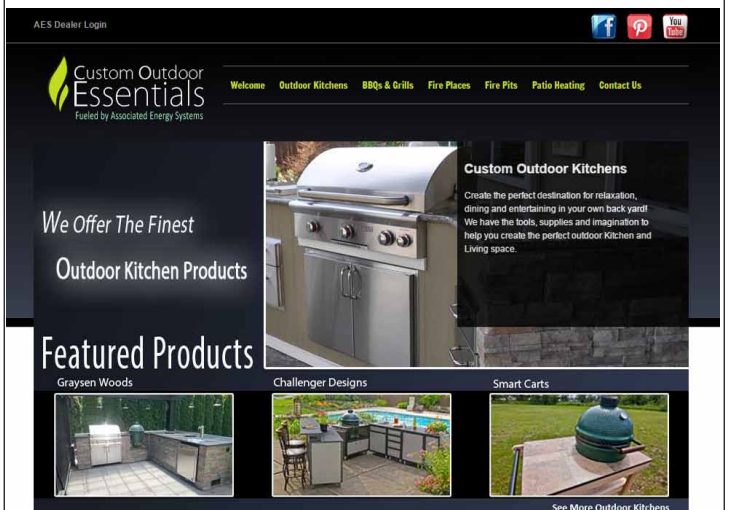 AES Dealer Login
You
Tube
Custom Outdoor
Essentials
Fueled by Associated Energy Systems
Welcome Outdoor Kitchens BBQs & Grills Fire Places Fire Pits Patio Heating Contact Us
We Offer The Finest
Outdoor Kitchen Products
Custom Outdoor Kitchens
Create the perfect destination for relaxation,
dining and entertaining in your own back yard!
We have the tools, supplies and imagination to
help you create the perfect outdoor Kitchen and
Living space.
Featured Products
Graysen Woods
Challenger Designs
Smart Carts
See More Outdoor Kitchens